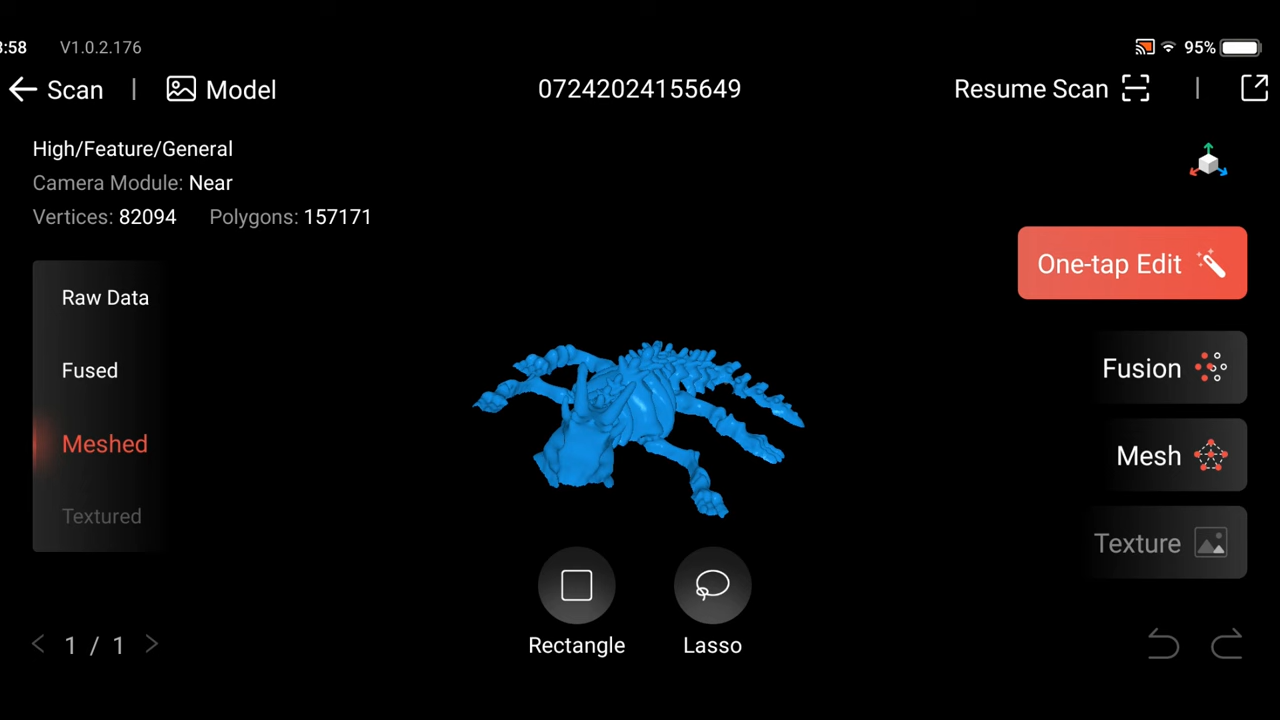 :58 V1.0.2.176 95%
Scan | Model 07242024155649 Resume Scan |
High/Feature/General
Camera Module: Near
Vertices: 82094 Polygons: 157171
One-tap Edit
Raw Data
Fused
Fusion
Meshed
Mesh
Textured
Texture
Rectangle Lasso
< 1 / 1 >